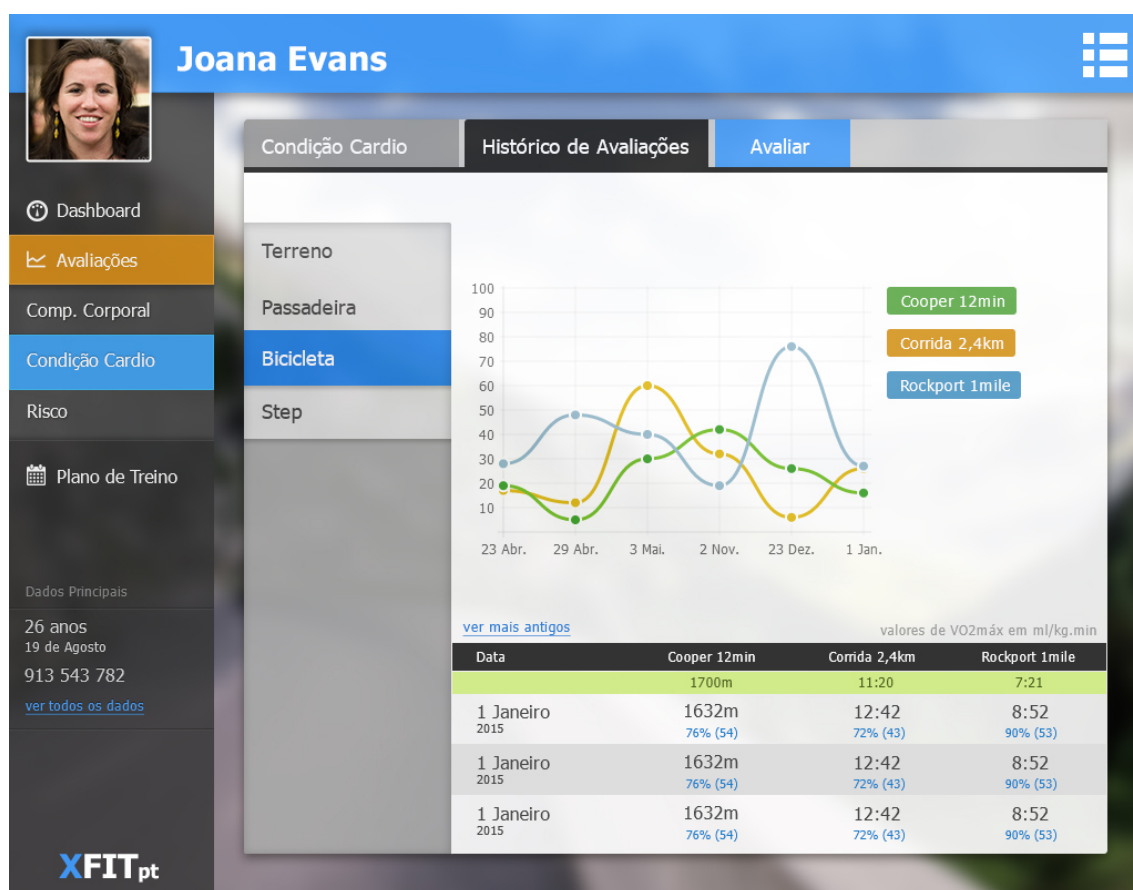 Joana Evans
Dashboard
Avaliações
Comp. Corporal
Condição Cardio
Risco
Plano de Treino
Dados Principais
26 anos
19 de Agosto
913 543 782
ver todos os dados
XFITpt
Condição Cardio
Histórico de Avaliações
Avaliar
Terreno
Passadeira
Bicicleta
Step
100
90
80
70
60
50
40
30
20
10
23 Abr. 29 Abr. 3 Mai. 2 Nov. 23 Dez. 1 Jan.
Cooper 12min
Corrida 2,4km
Rockport 1mile
ver mais antigos
valores de VO2máx em ml/kg.min
Data Cooper 12min Corrida 2,4km Rockport 1mile
1700m 11:20 7:21
1 Janeiro 1632m 12:42 8:52
2015 76% (54) 72% (43) 90% (53)
1 Janeiro 1632m 12:42 8:52
2015 76% (54) 72% (43) 90% (53)
1 Janeiro 1632m 12:42 8:52
2015 76% (54) 72% (43) 90% (53)